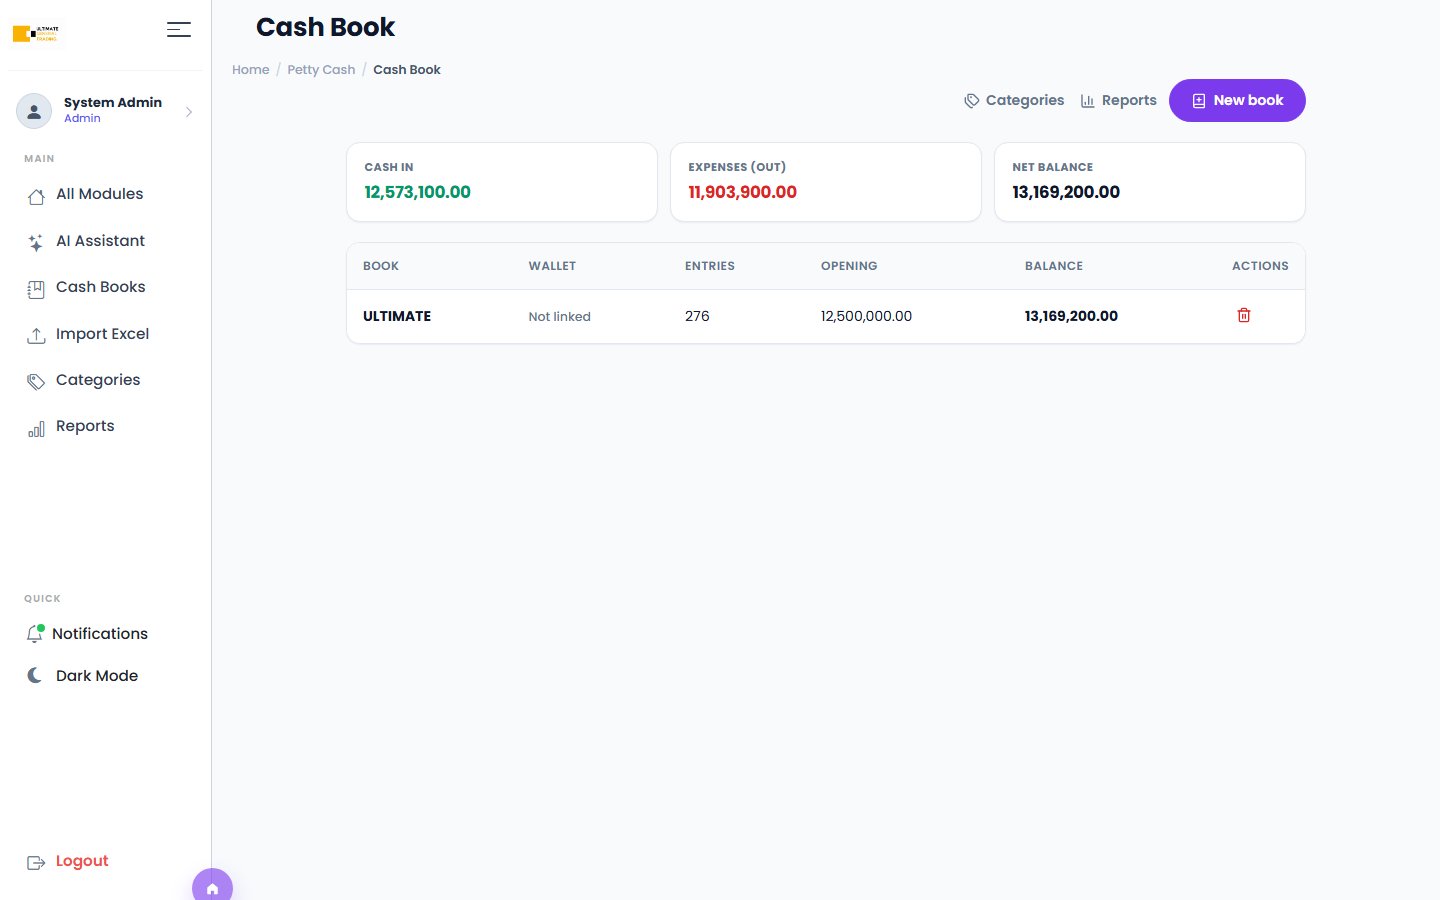 ULTIMATE
System Admin
Admin
MAIN
All Modules
AI Assistant
Cash Books
Import Excel
Categories
Reports
QUICK
Notifications
Dark Mode
Logout
Cash Book
Home / Petty Cash / Cash Book
Categories Reports New book
CASH IN
12,573,100.00
EXPENSES (OUT)
11,903,900.00
NET BALANCE
13,169,200.00
BOOK WALLET ENTRIES OPENING BALANCE ACTIONS
ULTIMATE Not linked 276 12,500,000.00 13,169,200.00